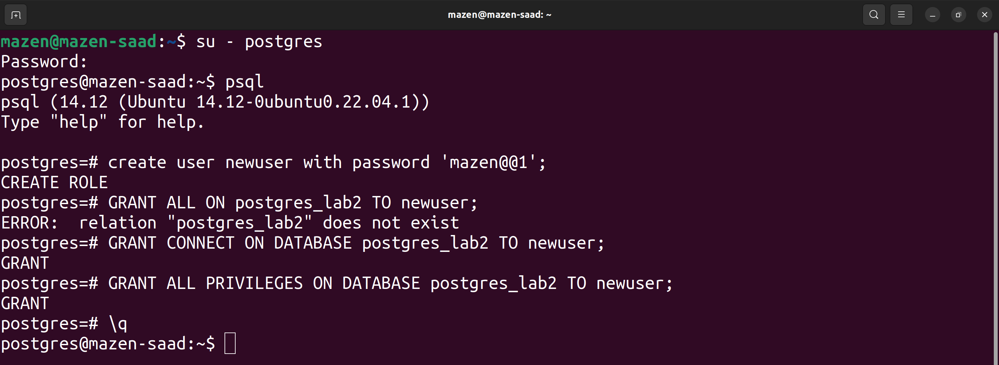 mazen@mazen-saad: ~
mazen@mazen-saad:~$ su - postgres
Password:
postgres@mazen-saad:~$ psql
psql (14.12 (Ubuntu 14.12-0ubuntu0.22.04.1))
Type "help" for help.
postgres=# create user newuser with password 'mazen@@1';
CREATE ROLE
postgres=# GRANT ALL ON postgres_lab2 TO newuser;
ERROR:  relation "postgres_lab2" does not exist
postgres=# GRANT CONNECT ON DATABASE postgres_lab2 TO newuser;
GRANT
postgres=# GRANT ALL PRIVILEGES ON DATABASE postgres_lab2 TO newuser;
GRANT
postgres=# \q
postgres@mazen-saad:~$